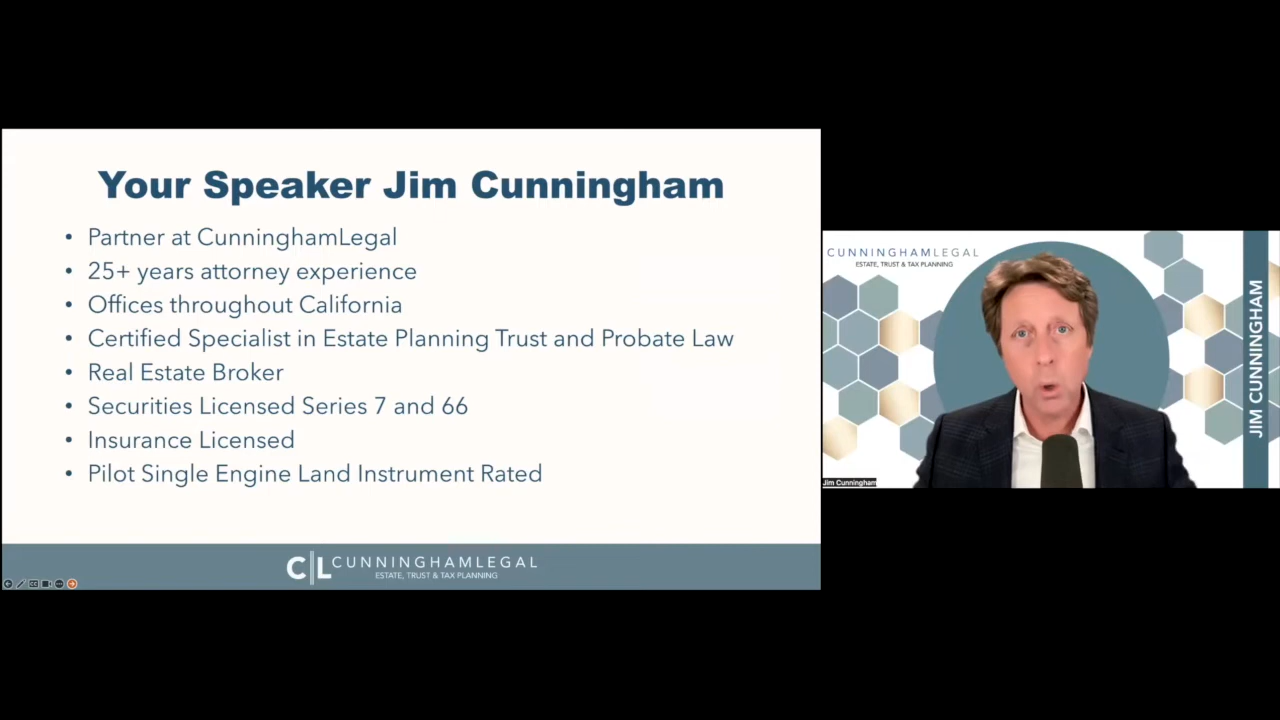 Your Speaker Jim Cunningham
• Partner at CunninghamLegal
• 25+ years attorney experience
• Offices throughout California
• Certified Specialist in Estate Planning Trust and Probate Law
• Real Estate Broker
• Securities Licensed Series 7 and 66
• Insurance Licensed
• Pilot Single Engine Land Instrument Rated
C|L CUNNINGHAMLEGAL
ESTATE, TRUST & TAX PLANNING
CUNNINGHAMLEGAL
ESTATE, TRUST & TAX PLANNING
JIM CUNNINGHAM
Jim Cunningham